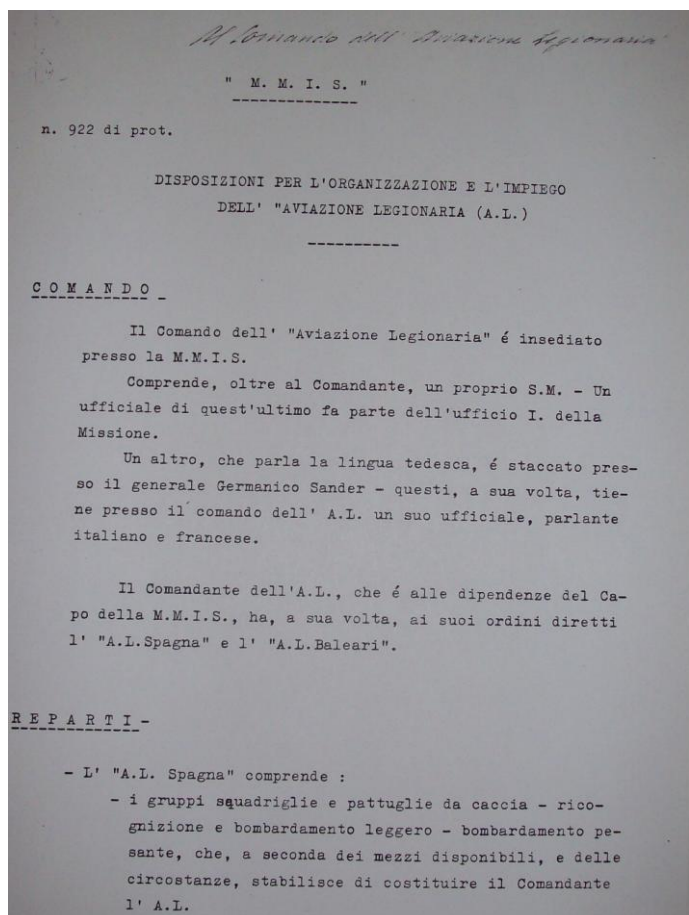 Al Comando dell' Aviazione Legionaria
" M. M. I. S. "
n. 922 di prot.
DISPOSIZIONI PER L'ORGANIZZAZIONE E L'IMPIEGO
DELL' "AVIAZIONE LEGIONARIA (A.L.)
C O M A N D O -
Il Comando dell' "Aviazione Legionaria" é insediato
presso la M.M.I.S.
Comprende, oltre al Comandante, un proprio S.M. - Un
ufficiale di quest'ultimo fa parte dell'ufficio I. della
Missione.
Un altro, che parla la lingua tedesca, é staccato pres-
so il generale Germanico Sander - questi, a sua volta, tie-
ne presso il comando dell' A.L. un suo ufficiale, parlante
italiano e francese.
Il Comandante dell'A.L., che é alle dipendenze del Ca-
po della M.M.I.S., ha, a sua volta, ai suoi ordini diretti
l' "A.L.Spagna" e l' "A.L.Baleari".
R E P A R T I -
- L' "A.L. Spagna" comprende :
- i gruppi squadriglie e pattuglie da caccia - rico-
gnizione e bombardamento leggero - bombardamento pe-
sante, che, a seconda dei mezzi disponibili, e delle
circostanze, stabilisce di costituire il Comandante
l' A.L.